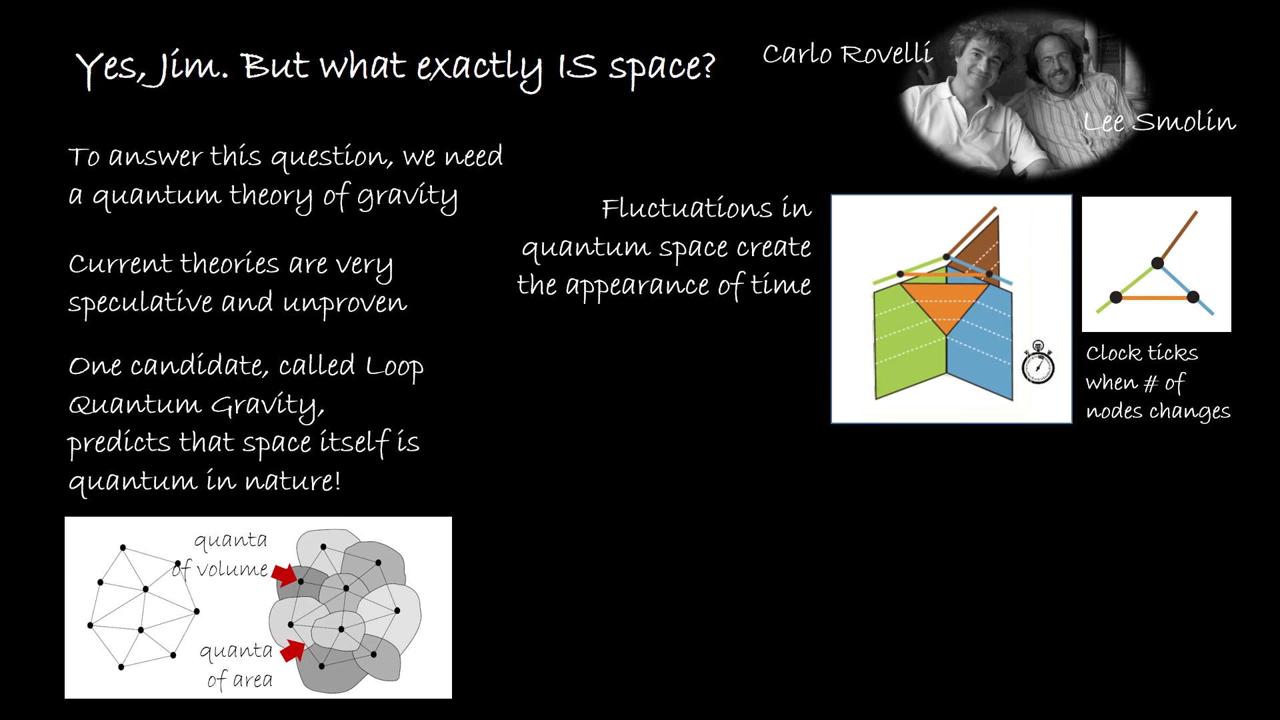 Yes, Jim. But what exactly IS space?
Carlo Rovelli
Lee Smolin
To answer this question, we need
a quantum theory of gravity
Current theories are very
speculative and unproven
One candidate, called Loop
Quantum Gravity,
predicts that space itself is
quantum in nature!
quanta
of volume
quanta
of area
Fluctuations in
quantum space create
the appearance of time
Clock ticks
when # of
nodes changes